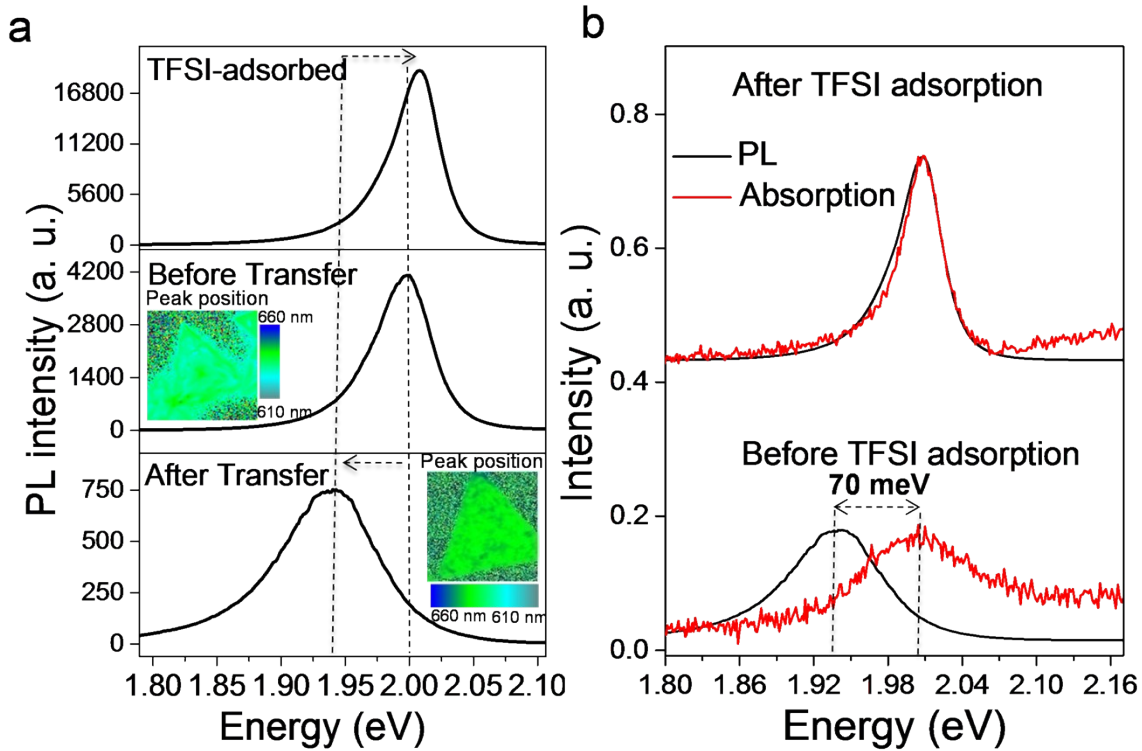 a
TFSI-adsorbed
16800
11200
5600
0
Before Transfer
Peak position
660 nm
610 nm
4200
2800
1400
0
After Transfer
Peak position
660 nm 610 nm
750
500
250
0
PL intensity (a. u.)
1.80 1.85 1.90 1.95 2.00 2.05 2.10
Energy (eV)
b
After TFSI adsorption
PL
Absorption
Before TFSI adsorption
70 meV
0.8
0.6
0.4
0.2
0.0
Intensity (a. u.)
1.80 1.86 1.92 1.98 2.04 2.10 2.16
Energy (eV)